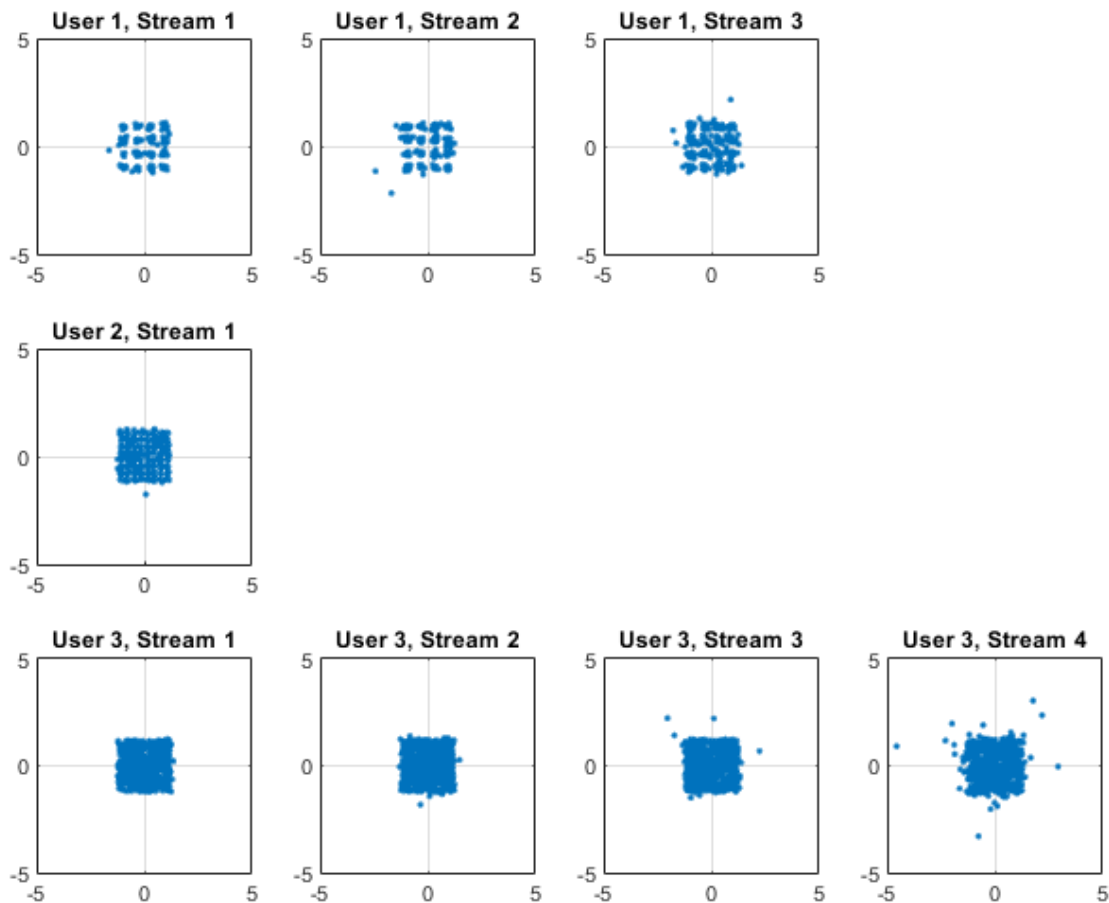 User 1, Stream 1
User 1, Stream 2
User 1, Stream 3
5
0
-5
-5 0 5
5
0
-5
-5 0 5
5
0
-5
-5 0 5
User 2, Stream 1
5
0
-5
-5 0 5
User 3, Stream 1
User 3, Stream 2
User 3, Stream 3
User 3, Stream 4
5
0
-5
-5 0 5
5
0
-5
-5 0 5
5
0
-5
-5 0 5
5
0
-5
-5 0 5